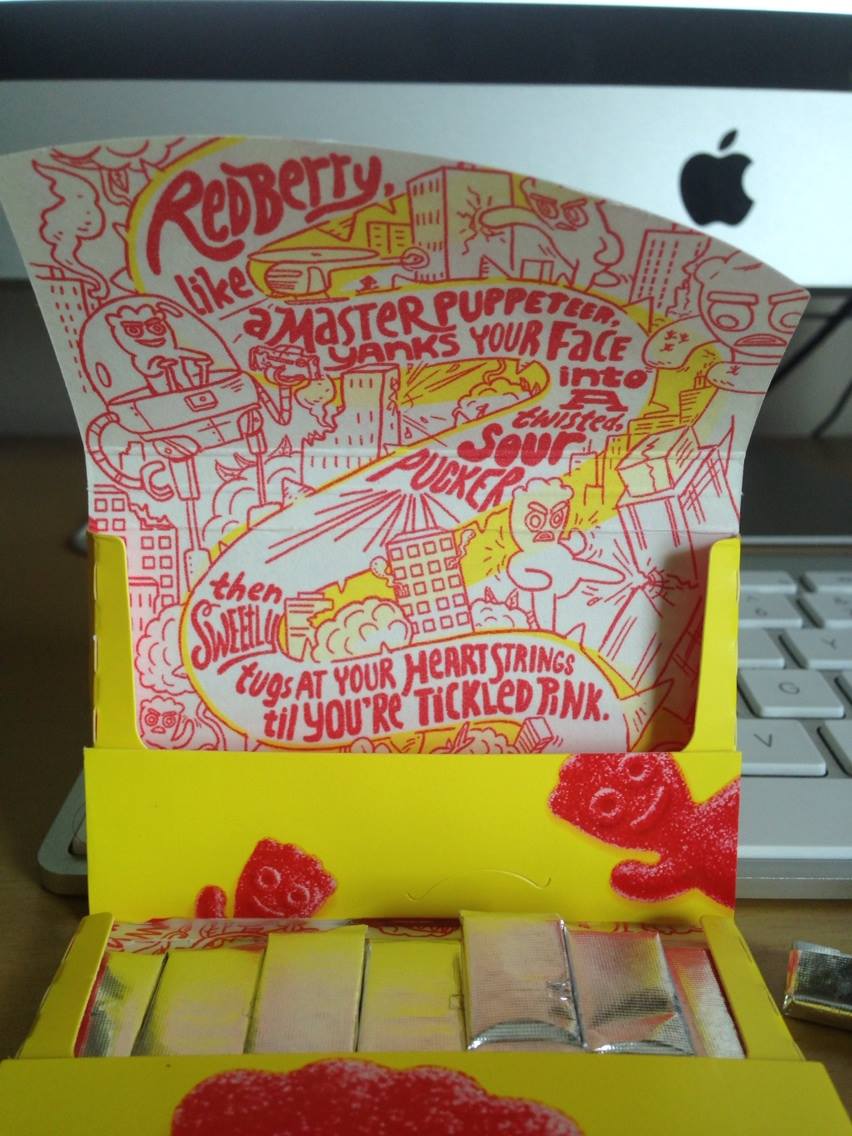 RedBerry,
like
a Master PUPPETEER,
YANKS YOUR FACE
into
A
twisted,
Sour
PUCKER
then
SWEETLY
tugs AT YOUR HEARTSTRINGS
til YOU'RE TICKLED PINK.
G
V